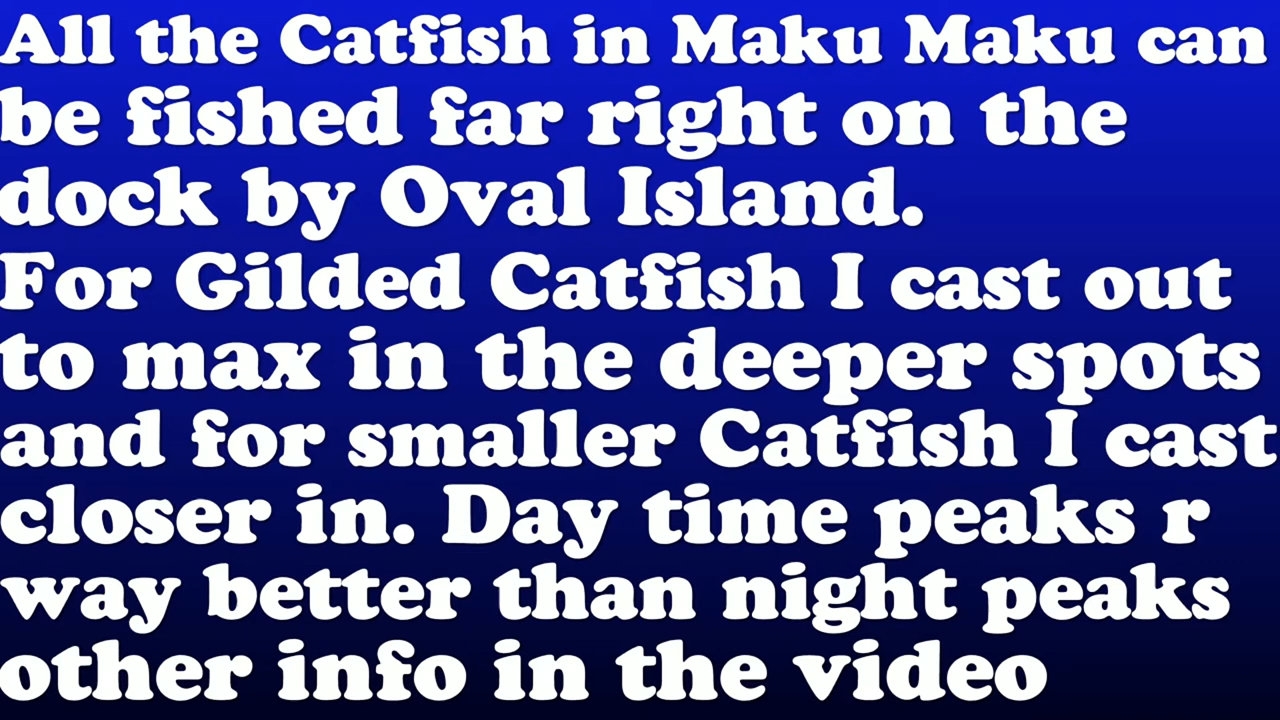 All the Catfish in Maku Maku can
be fished far right on the
dock by Oval Island.
For Gilded Catfish I cast out
to max in the deeper spots
and for smaller Catfish I cast
closer in. Day time peaks r
way better than night peaks
other info in the video